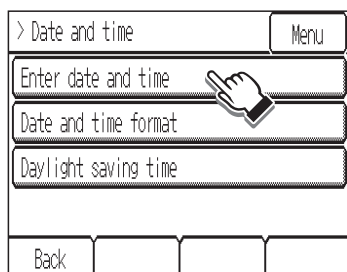 > Date and time
Menu
Enter date and time
Date and time format
Daylight saving time
Back